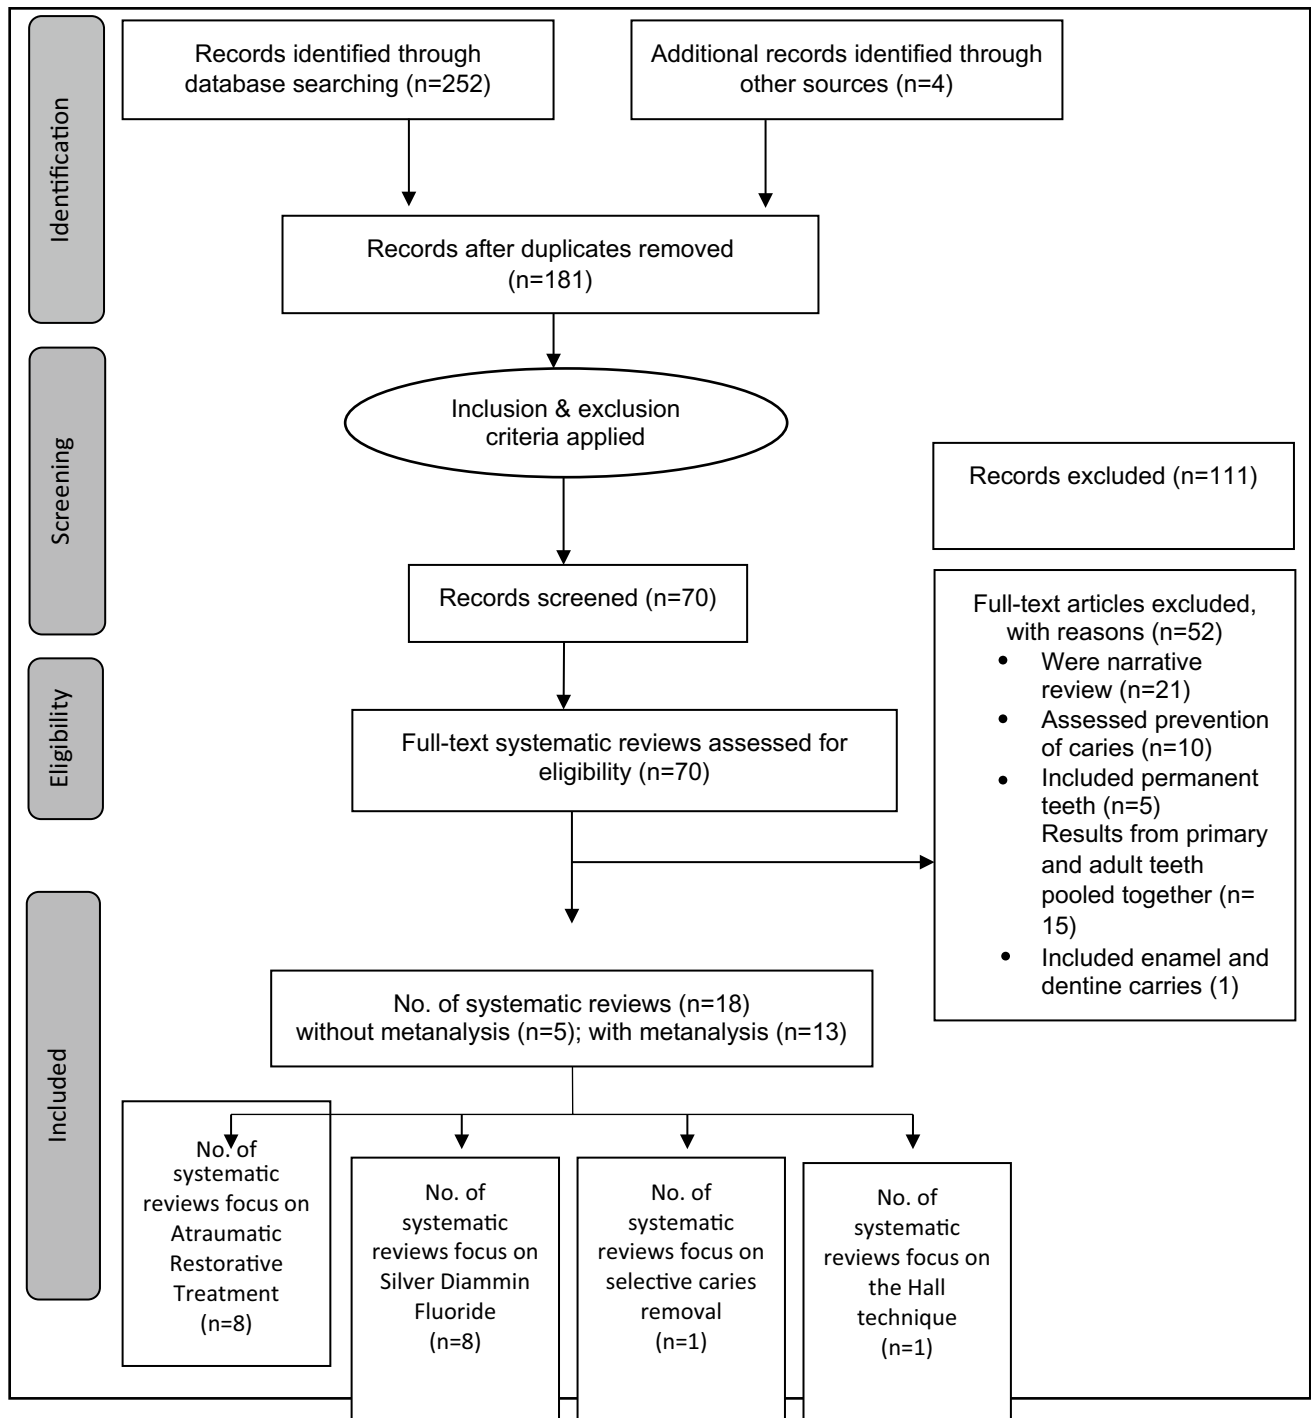 Identification
Records identified through
database searching (n=252)
Additional records identified through
other sources (n=4)
Records after duplicates removed
(n=181)
Screening
Inclusion & exclusion
criteria applied
Records excluded (n=111)
Records screened (n=70)
Full-text articles excluded,
with reasons (n=52)
• Were narrative
review (n=21)
• Assessed prevention
of caries (n=10)
• Included permanent
teeth (n=5)
Results from primary
and adult teeth
pooled together (n=
15)
• Included enamel and
dentine carries (1)
Eligibility
Full-text systematic reviews assessed for
eligibility (n=70)
Included
No. of systematic reviews (n=18)
without metanalysis (n=5); with metanalysis (n=13)
No. of
systematic
reviews focus on
Atraumatic
Restorative
Treatment
(n=8)
No. of
systematic
reviews focus on
Silver Diammin
Fluoride
(n=8)
No. of
systematic
reviews focus on
selective caries
removal
(n=1)
No. of
systematic
reviews focus on
the Hall
technique
(n=1)